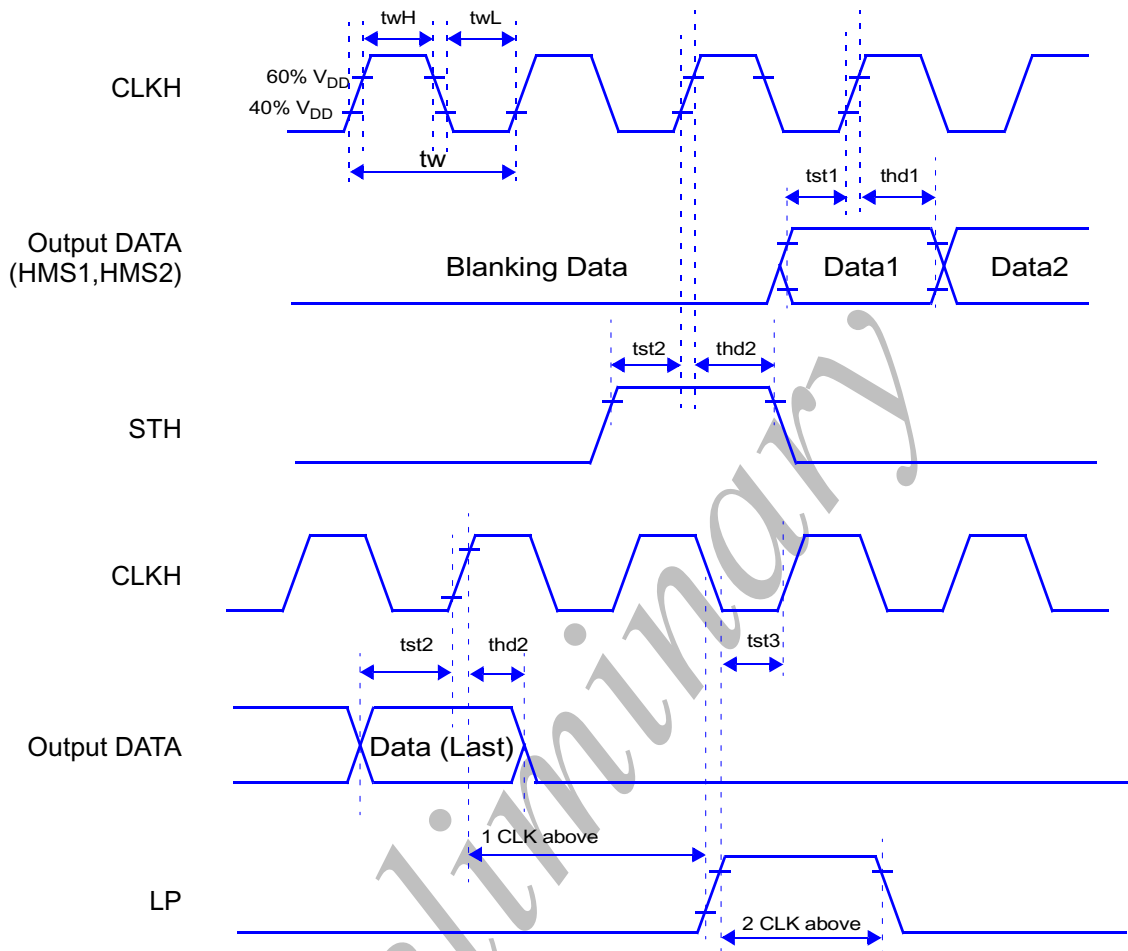 twH twL
CLKH
60% VDD
40% VDD
tw
tst1 thd1
Output DATA
(HMS1,HMS2)
Blanking Data Data1 Data2
tst2 thd2
STH
CLKH
tst2 thd2 tst3
Output DATA
Data (Last)
1 CLK above
LP
2 CLK above